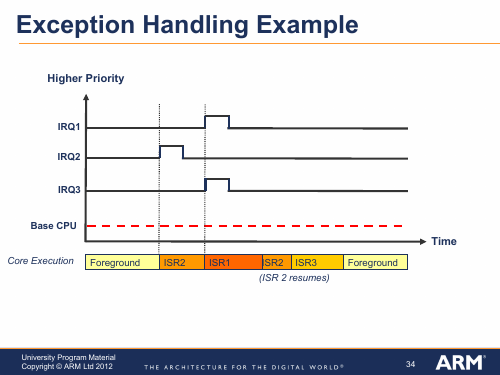 Exception Handling Example
Higher Priority
IRQ1
IRQ2
IRQ3
Base CPU
Time
Core Execution
Foreground
ISR2
ISR1
ISR2
ISR3
Foreground
(ISR 2 resumes)
University Program Material
Copyright © ARM Ltd 2012
THE ARCHITECTURE FOR THE DIGITAL WORLD®
34
ARM